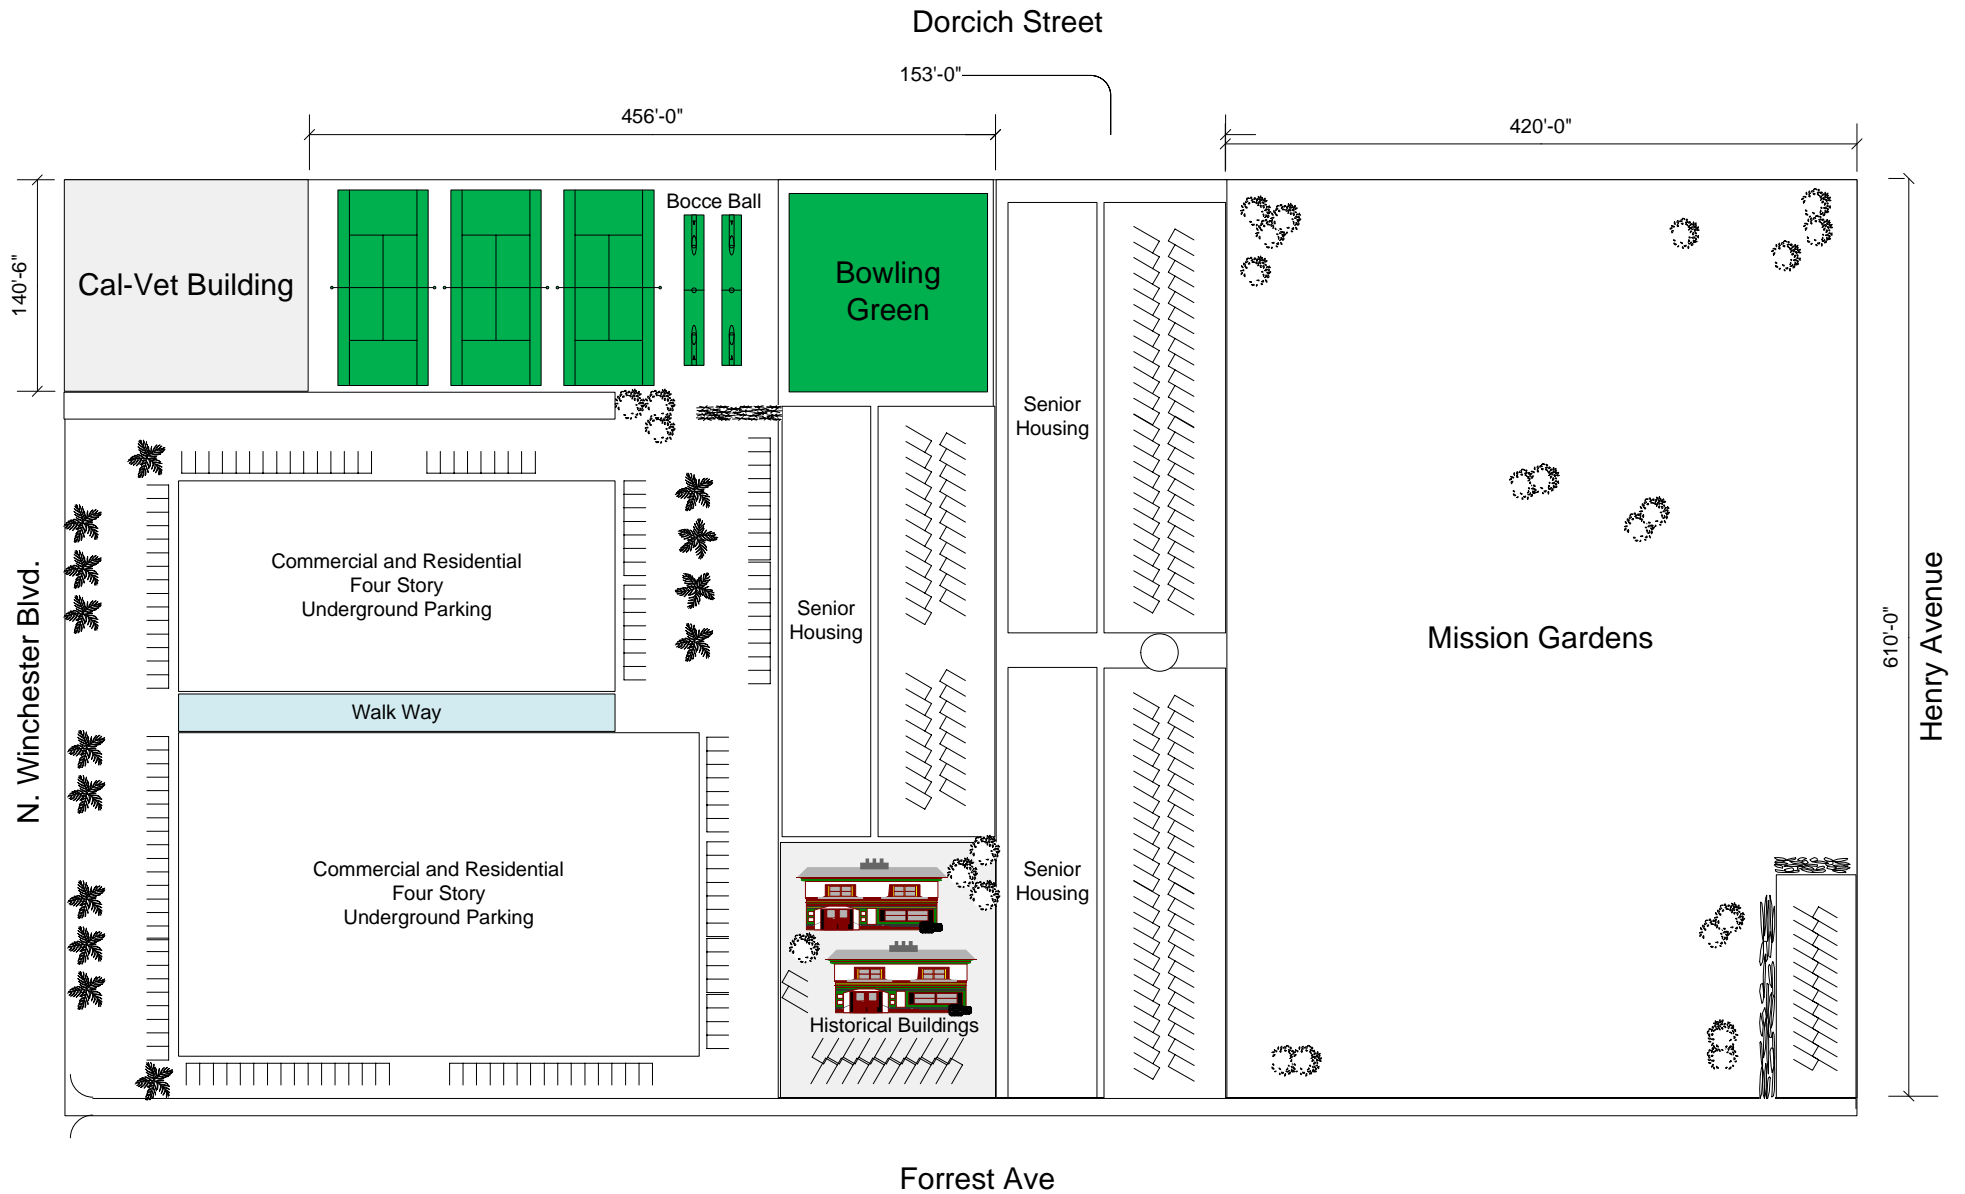 Dorcich Street
153'-0"
456'-0"
420'-0"
Bocce Ball
Cal-Vet Building
Bowling
Green
140'-6"
Senior
Housing
Commercial and Residential
Four Story
Underground Parking
Senior
Housing
N. Winchester Blvd.
Walk Way
Mission Gardens
610'-0"
Henry Avenue
Commercial and Residential
Four Story
Underground Parking
Senior
Housing
Historical Buildings
Forrest Ave